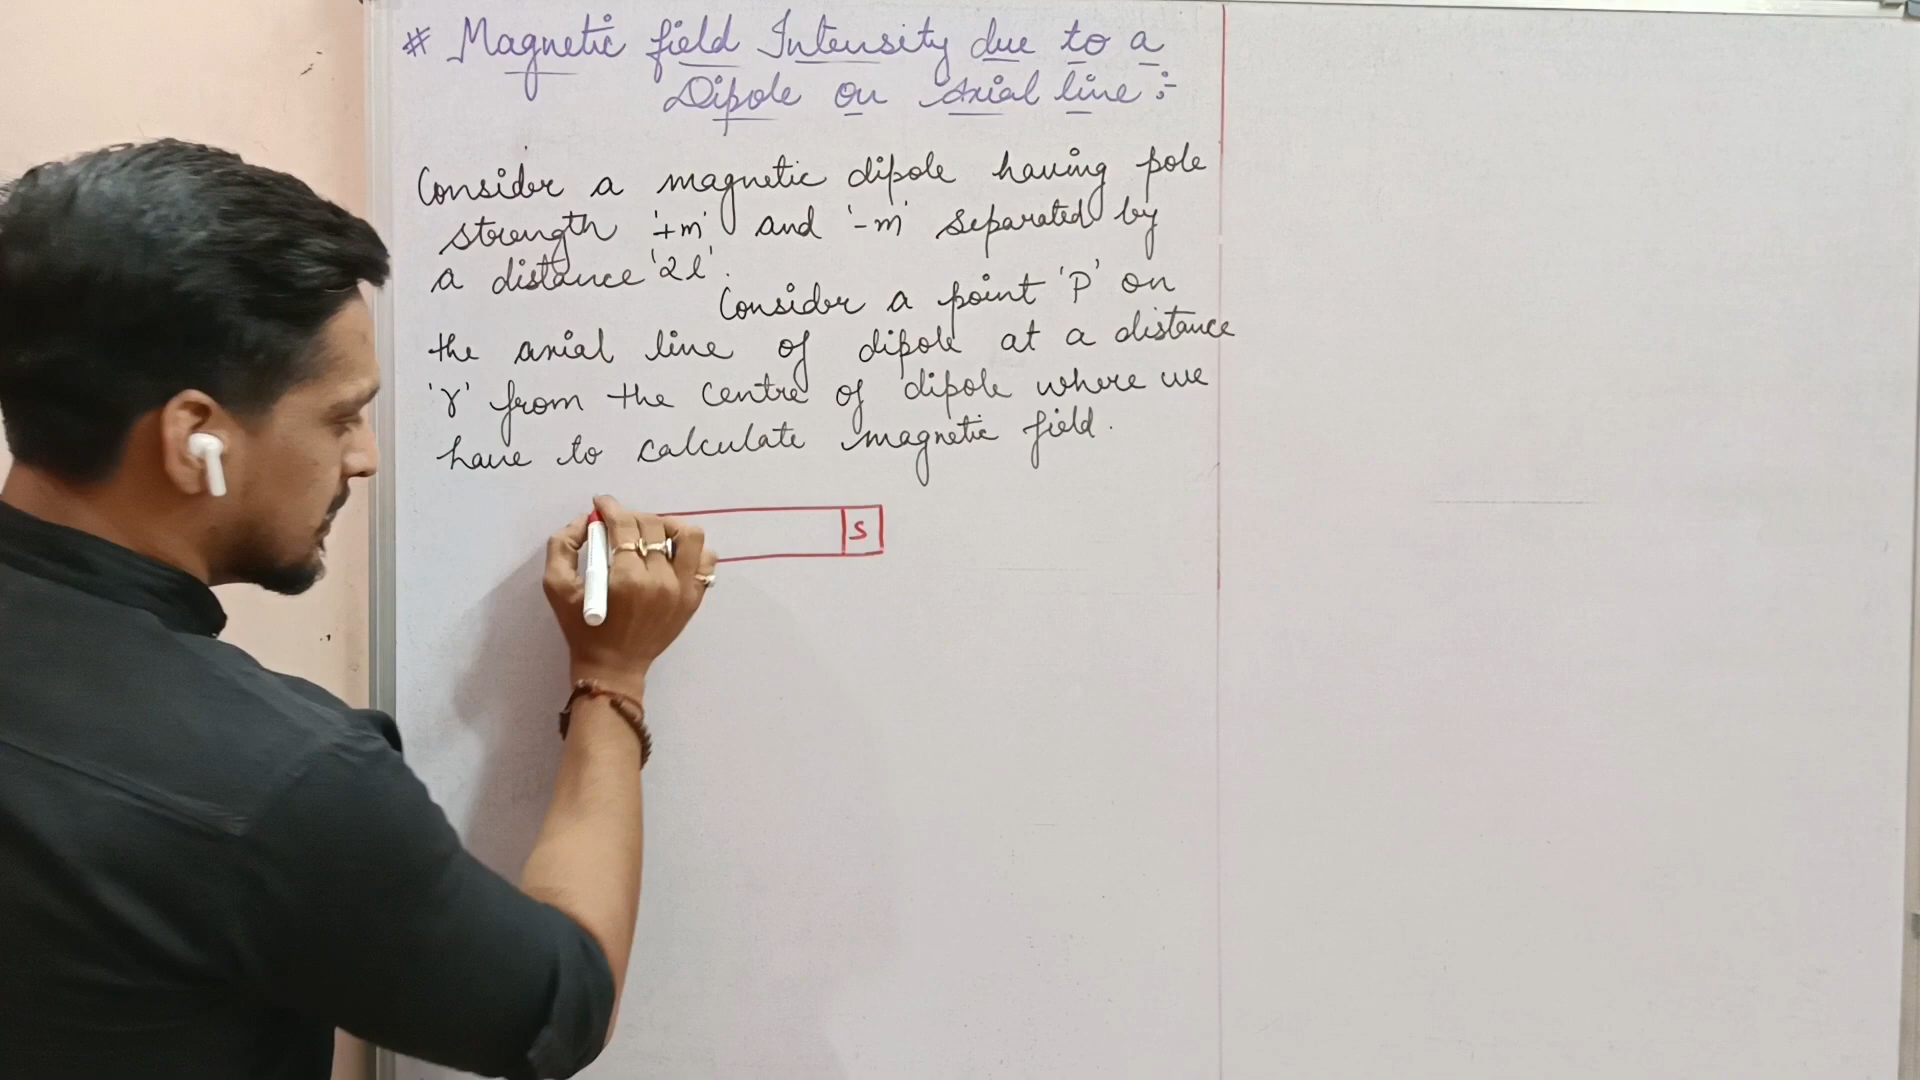 # Magnetic field Intensity due to a
Dipole on Axial line :-
Consider a magnetic dipole having pole
strength '+m' and '-m' separated by
a distance '2l'.
Consider a point 'P' on
the axial line of dipole at a distance
'r' from the centre of dipole where we
have to calculate magnetic field.
S